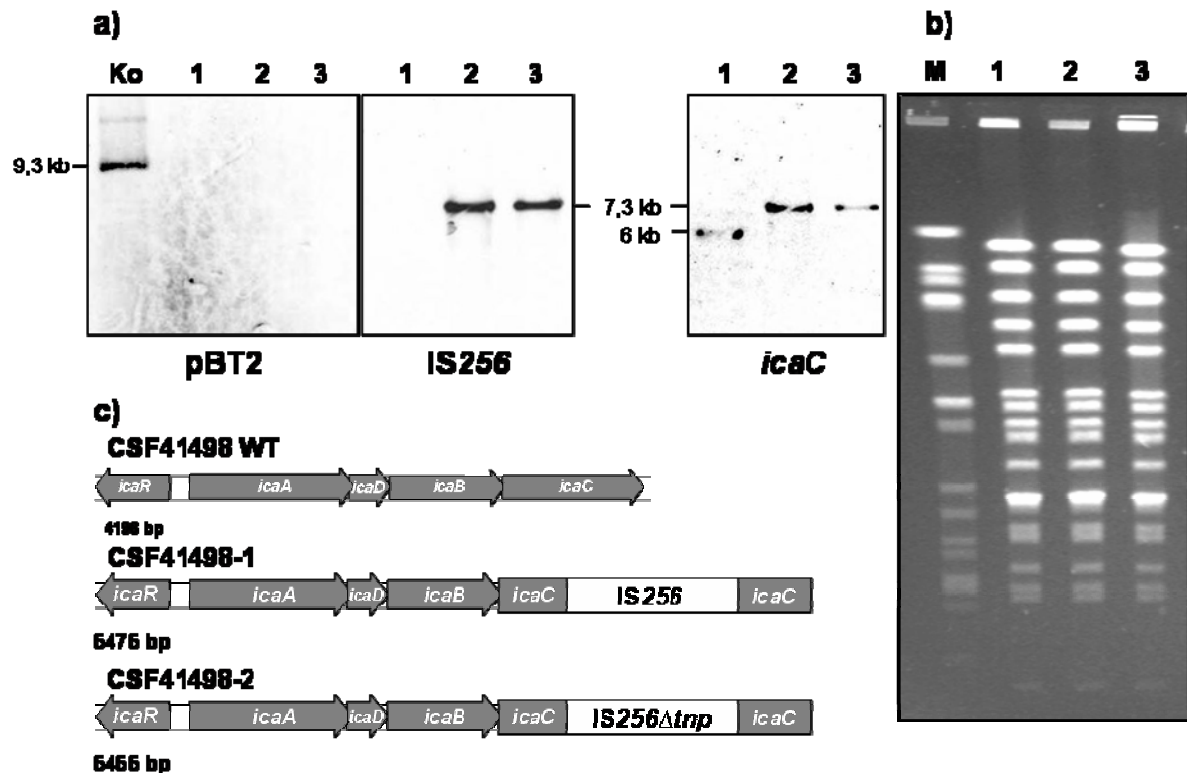 a)
Ko 1 2 3
1 2 3
1 2 3
9,3 kb
7,3 kb
6 kb
pBT2
IS256
icaC
b)
M 1 2 3
c)
CSF41498 WT
icaR icaA icaD icaB icaC
4196 bp
CSF41498-1
icaR icaA icaD icaB icaC IS256 icaC
6476 bp
CSF41498-2
icaR icaA icaD icaB icaC IS256Δtnp icaC
6466 bp